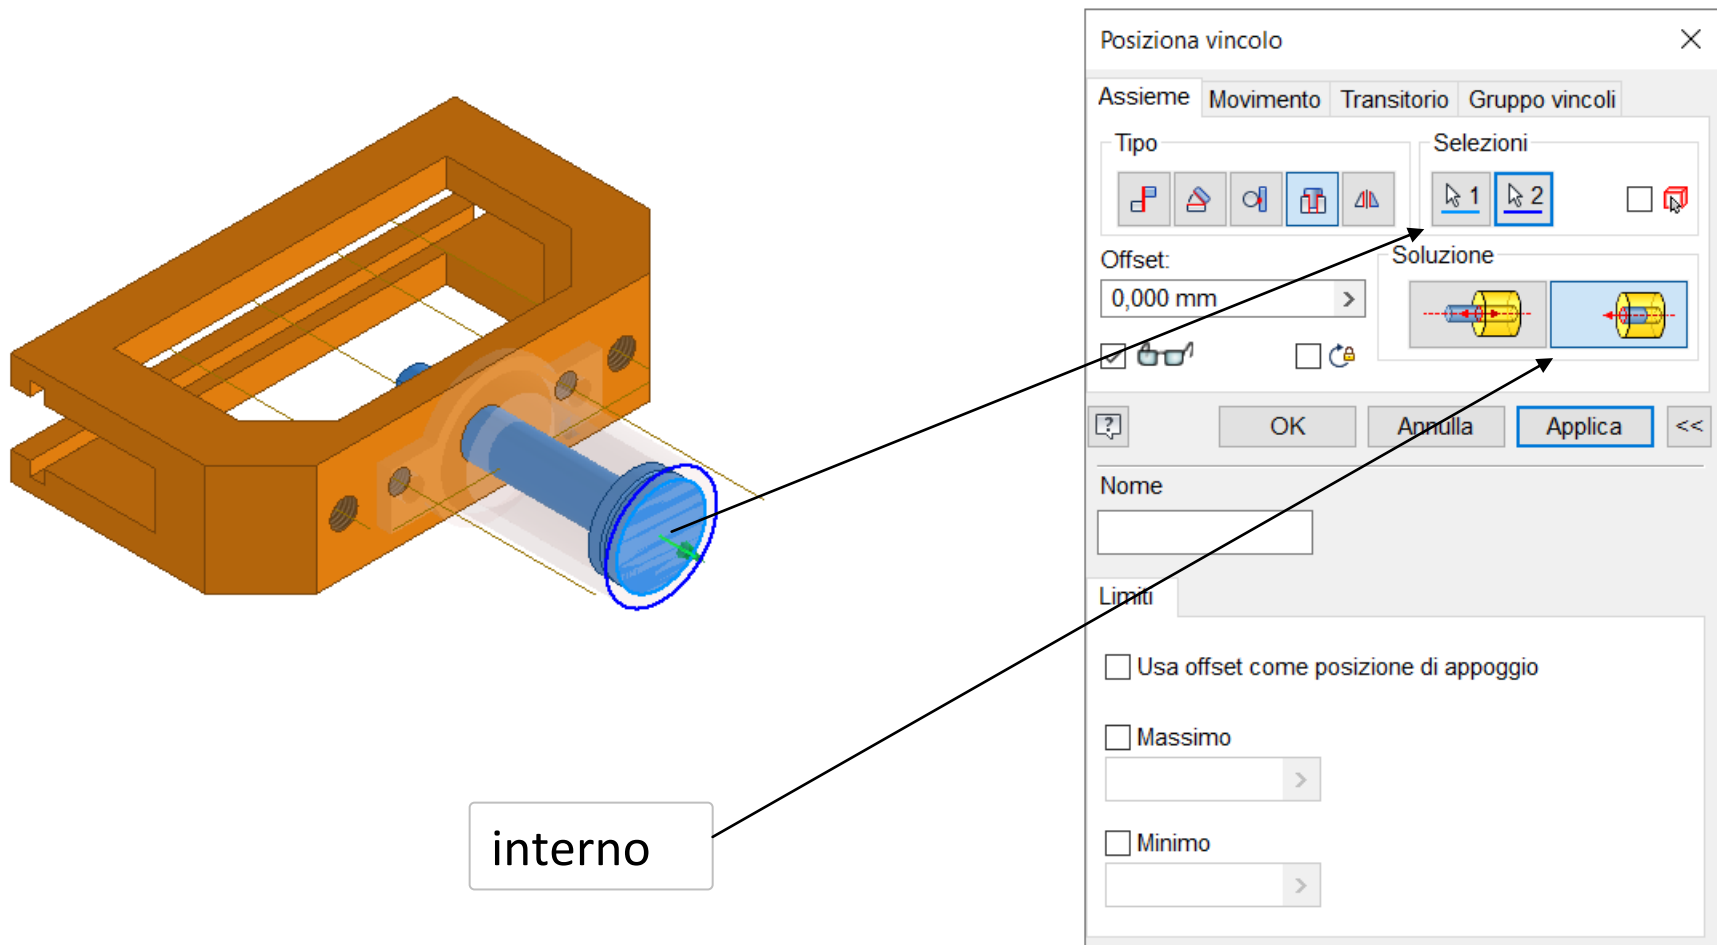 Posiziona vincolo
Assieme Movimento Transitorio Gruppo vincoli
Tipo
Selezioni
1 2
Offset:
0,000 mm >
Soluzione
? OK Annulla Applica <<
Nome
Limiti
Usa offset come posizione di appoggio
Massimo
>
Minimo
>
interno